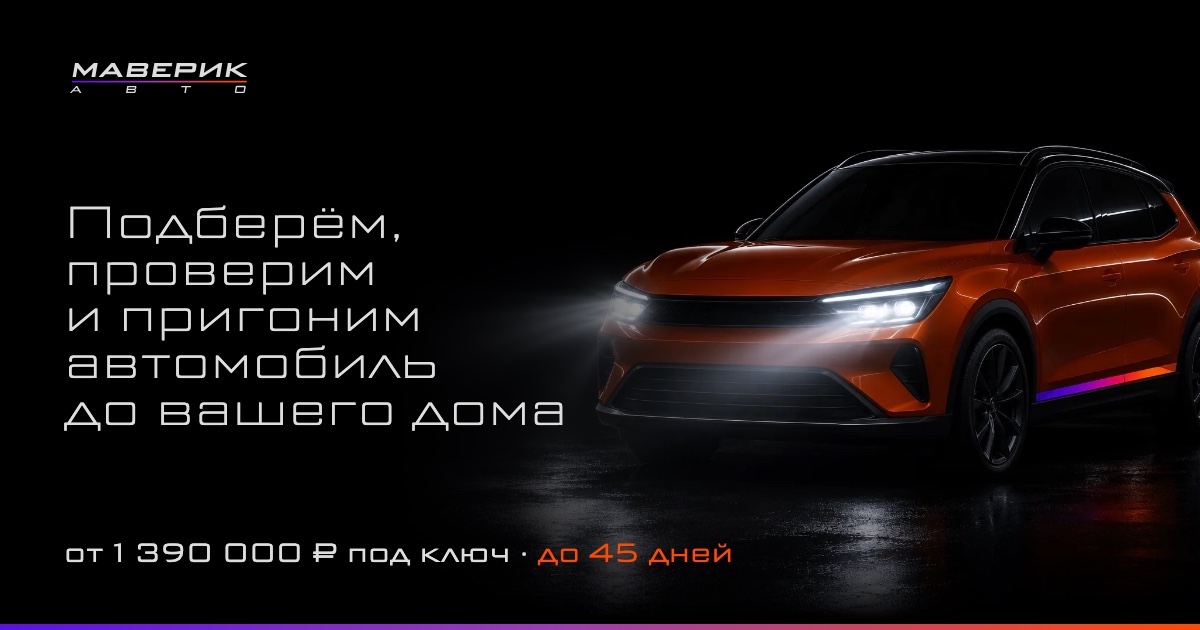 МАВЕРИК
АВТО
Подберём,
проверим
и пригоним
автомобиль
до вашего дома
от 1 390 000 ₽ под ключ · до 45 дней